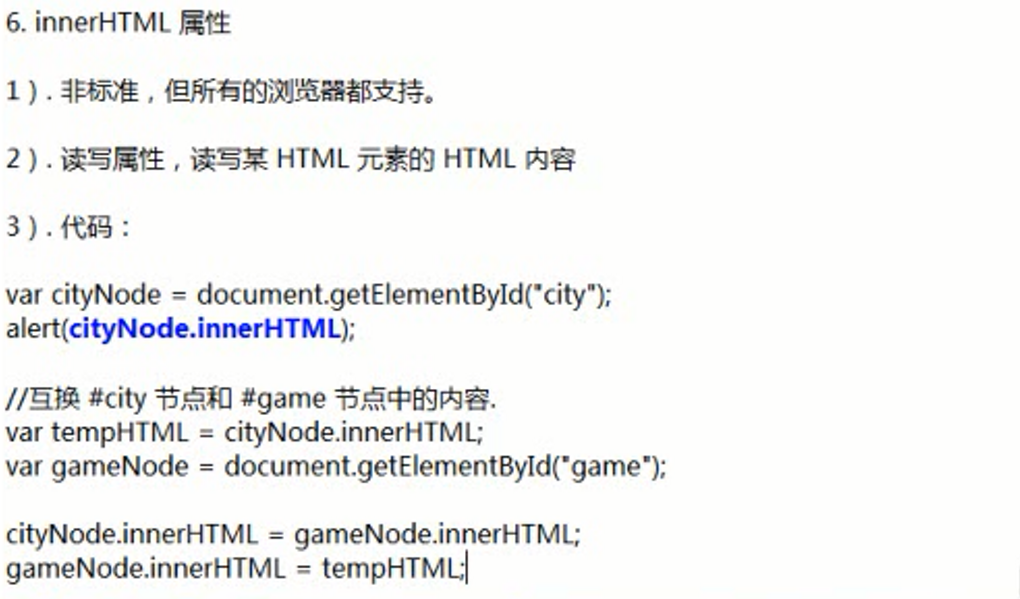 6. innerHTML 属性
1）. 非标准，但所有的浏览器都支持。
2）. 读写属性，读写某 HTML 元素的 HTML 内容
3）. 代码：
var cityNode = document.getElementById("city");
alert(cityNode.innerHTML);
//互换 #city 节点和 #game 节点中的内容.
var tempHTML = cityNode.innerHTML;
var gameNode = document.getElementById("game");
cityNode.innerHTML = gameNode.innerHTML;
gameNode.innerHTML = tempHTML;